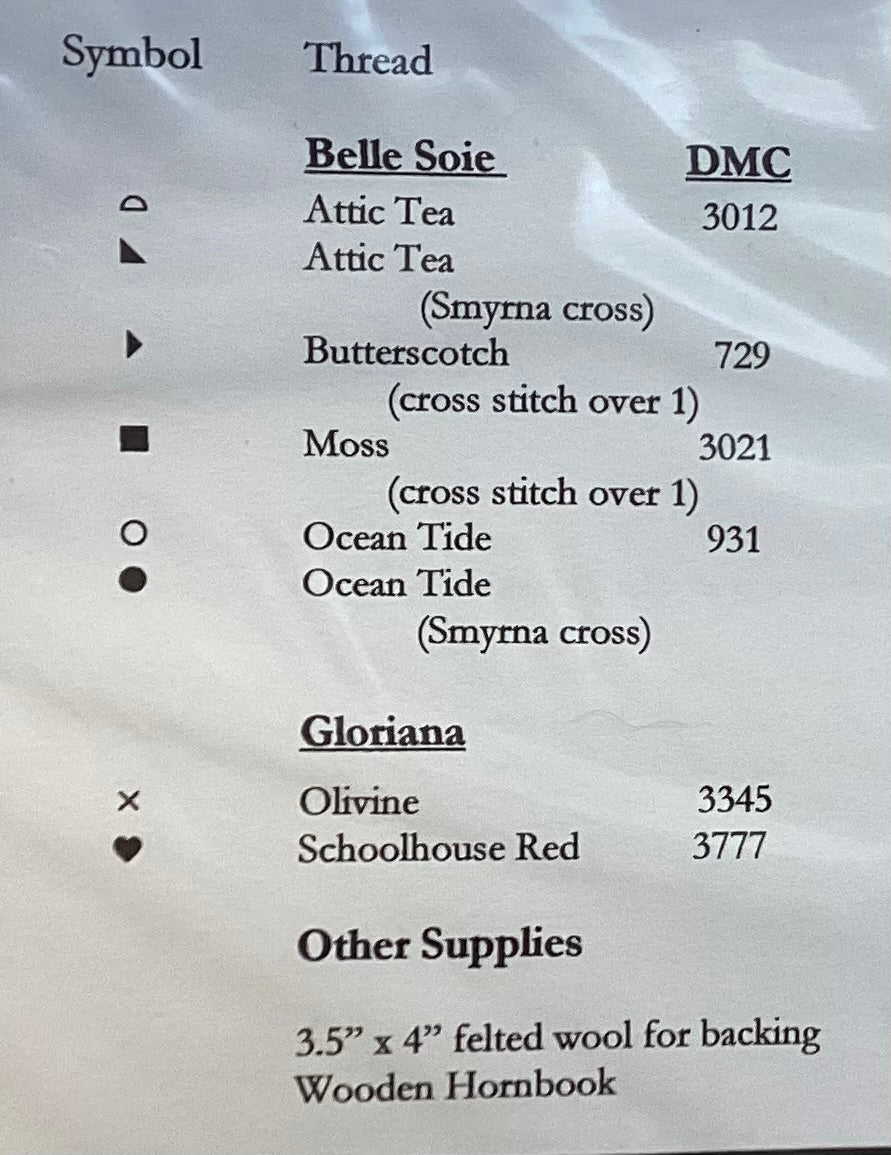 Symbol Thread
Belle Soie DMC
Attic Tea 3012
Attic Tea
(Smyrna cross)
Butterscotch 729
(cross stitch over 1)
Moss 3021
(cross stitch over 1)
Ocean Tide 931
Ocean Tide
(Smyrna cross)
Gloriana
Olivine 3345
Schoolhouse Red 3777
Other Supplies
3.5” x 4” felted wool for backing
Wooden Hornbook